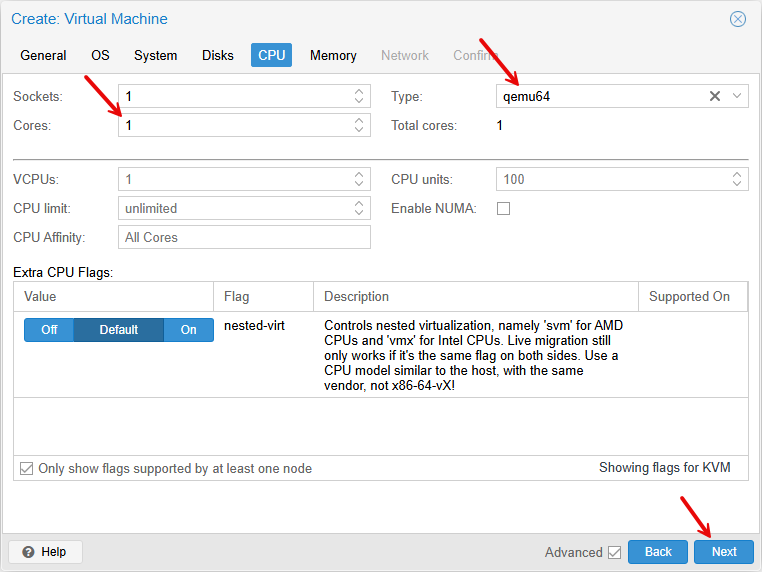 Create: Virtual Machine
General OS System Disks CPU Memory Network Confirm
Sockets: 1 Type: qemu64
Cores: 1 Total cores: 1
VCPUs: 1 CPU units: 100
CPU limit: unlimited Enable NUMA:
CPU Affinity: All Cores
Extra CPU Flags:
Value Flag Description Supported On
Off Default On nested-virt Controls nested virtualization, namely 'svm' for AMD
CPUs and 'vmx' for Intel CPUs. Live migration still
only works if it's the same flag on both sides. Use a
CPU model similar to the host, with the same
vendor, not x86-64-vX!
Only show flags supported by at least one node Showing flags for KVM
Help Advanced Back Next